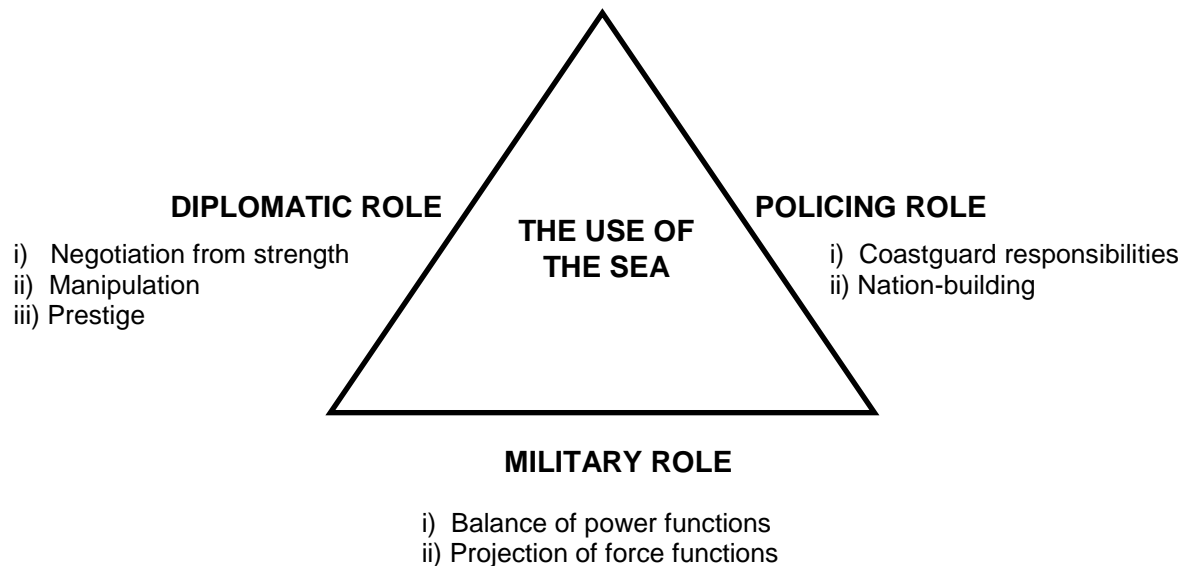 DIPLOMATIC ROLE
i) Negotiation from strength
ii) Manipulation
iii) Prestige
THE USE OF
THE SEA
POLICING ROLE
i) Coastguard responsibilities
ii) Nation-building
MILITARY ROLE
i) Balance of power functions
ii) Projection of force functions